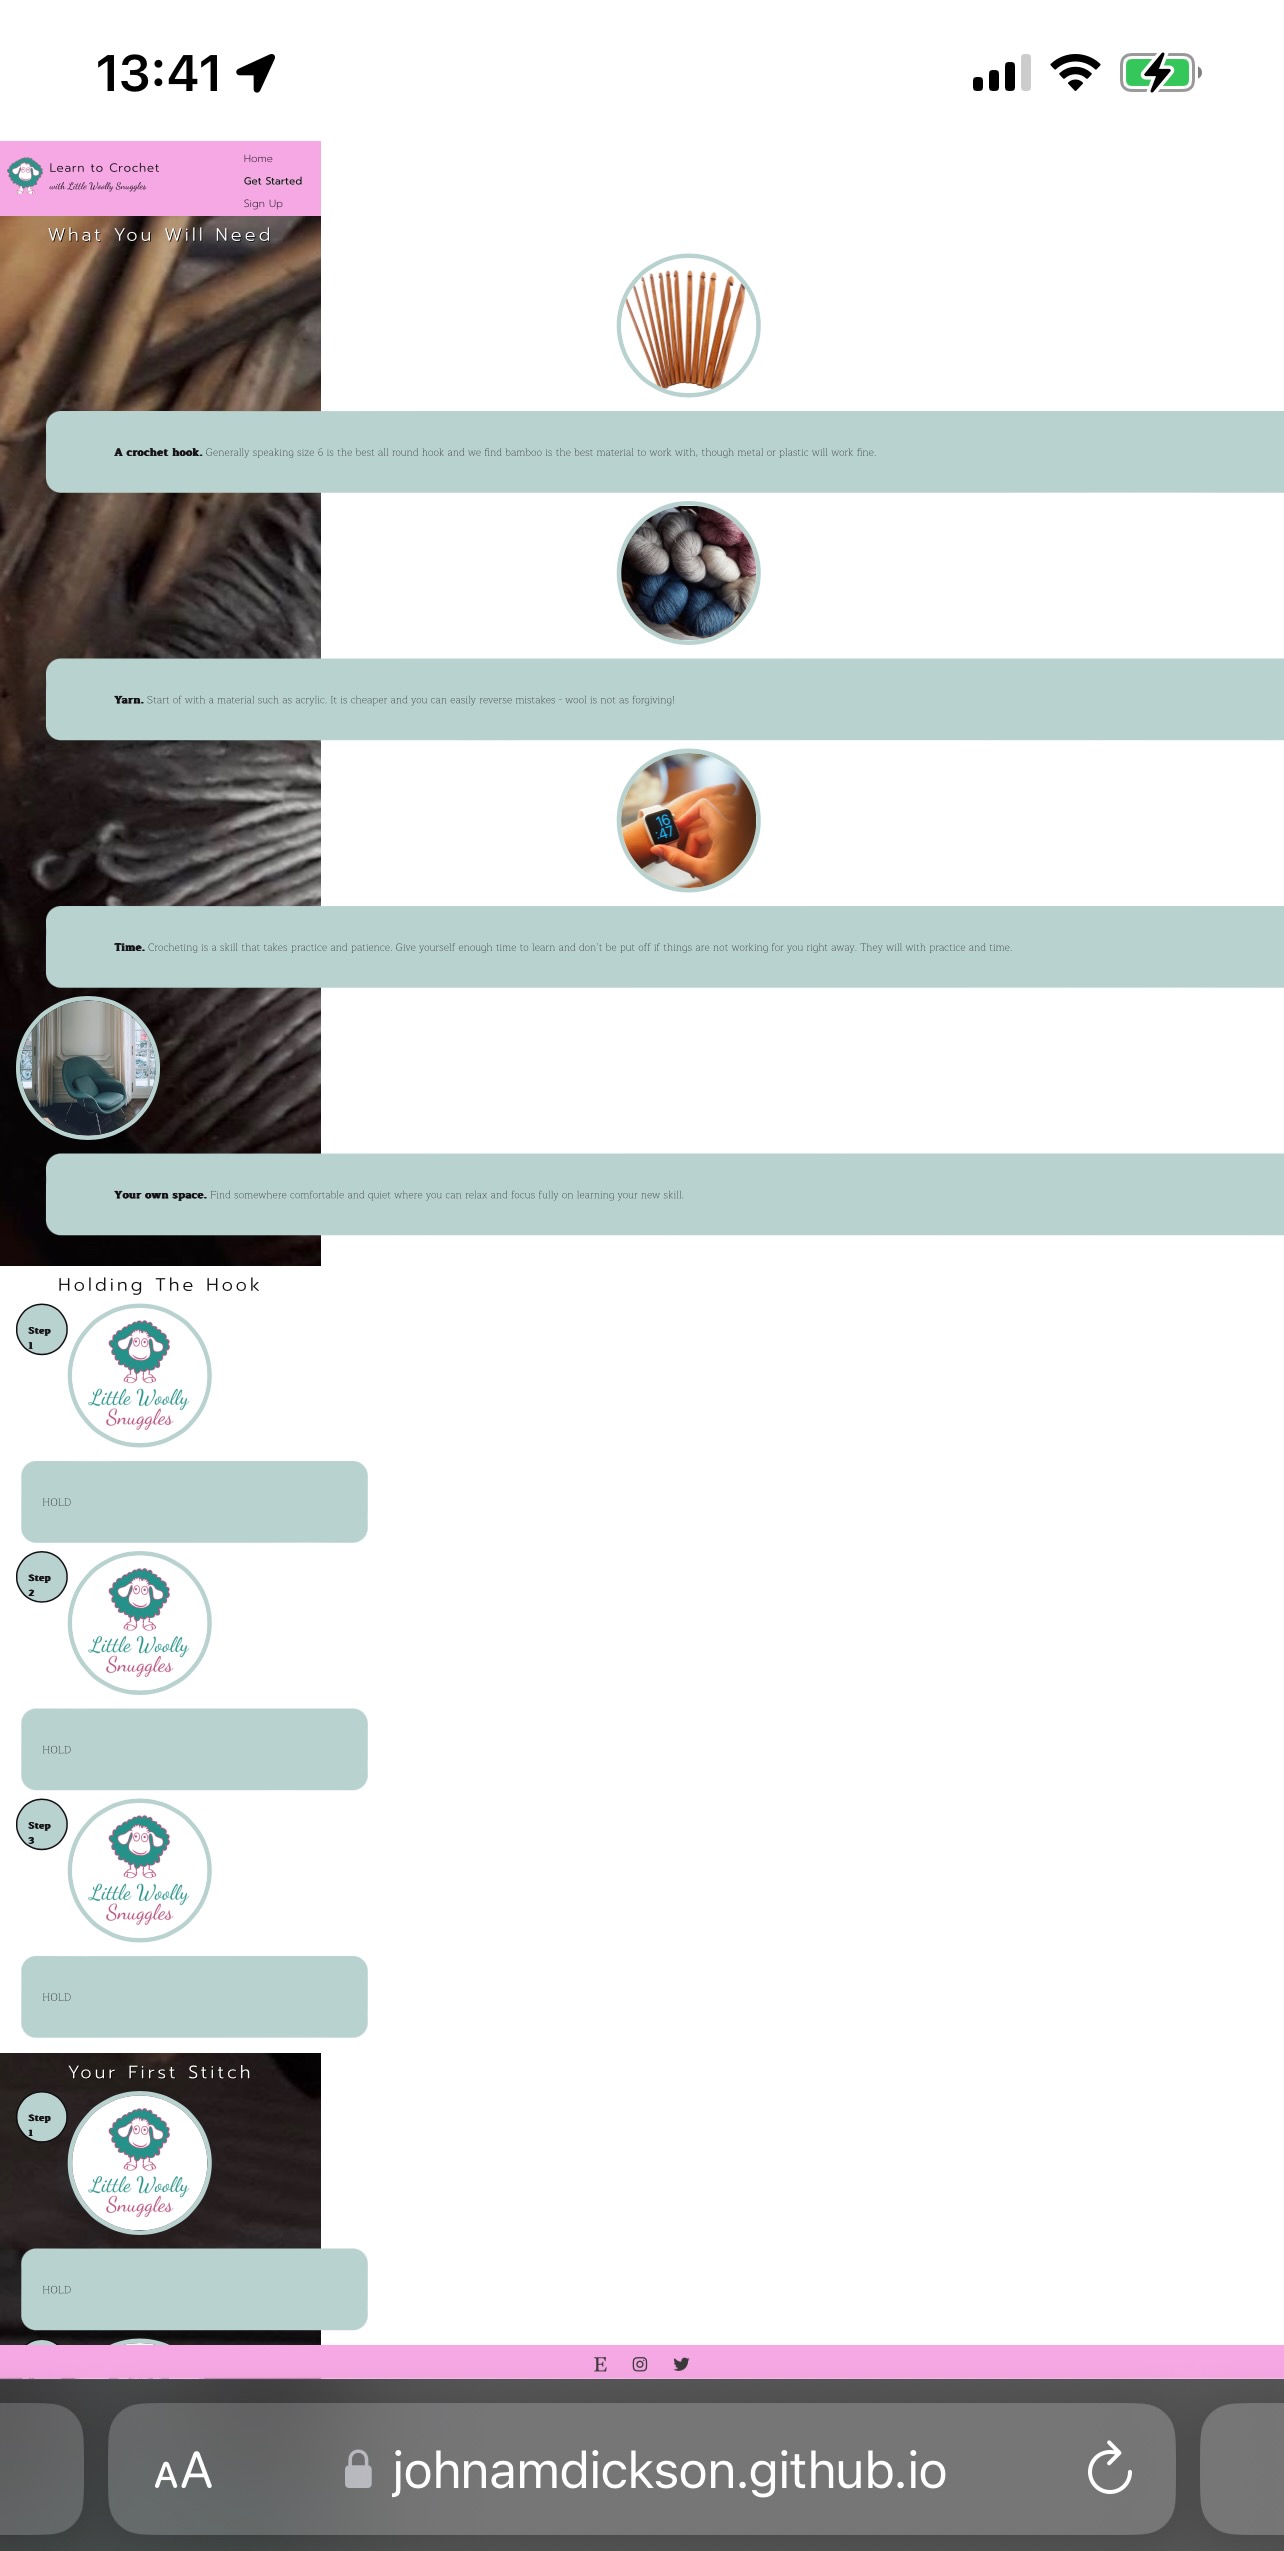 13:41
Learn to Crochet
with Little Woolly Snuggles
Home
Get Started
Sign Up
What You Will Need
A crochet hook. Generally speaking size 6 is the best all round hook and we find bamboo is the best material to work with, though metal or plastic will work fine.
Yarn. Start of with a material such as acrylic. It is cheaper and you can easily reverse mistakes - wool is not as forgiving!
16
:47
Time. Crocheting is a skill that takes practice and patience. Give yourself enough time to learn and don't be put off if things are not working for you right away. They will with practice and time.
Your own space. Find somewhere comfortable and quiet where you can relax and focus fully on learning your new skill.
Holding The Hook
Step
1
Little Woolly
Snuggles
HOLD
Step
2
Little Woolly
Snuggles
HOLD
Step
3
Little Woolly
Snuggles
HOLD
Your First Stitch
Step
1
Little Woolly
Snuggles
HOLD
E
AA
johnamdickson.github.io